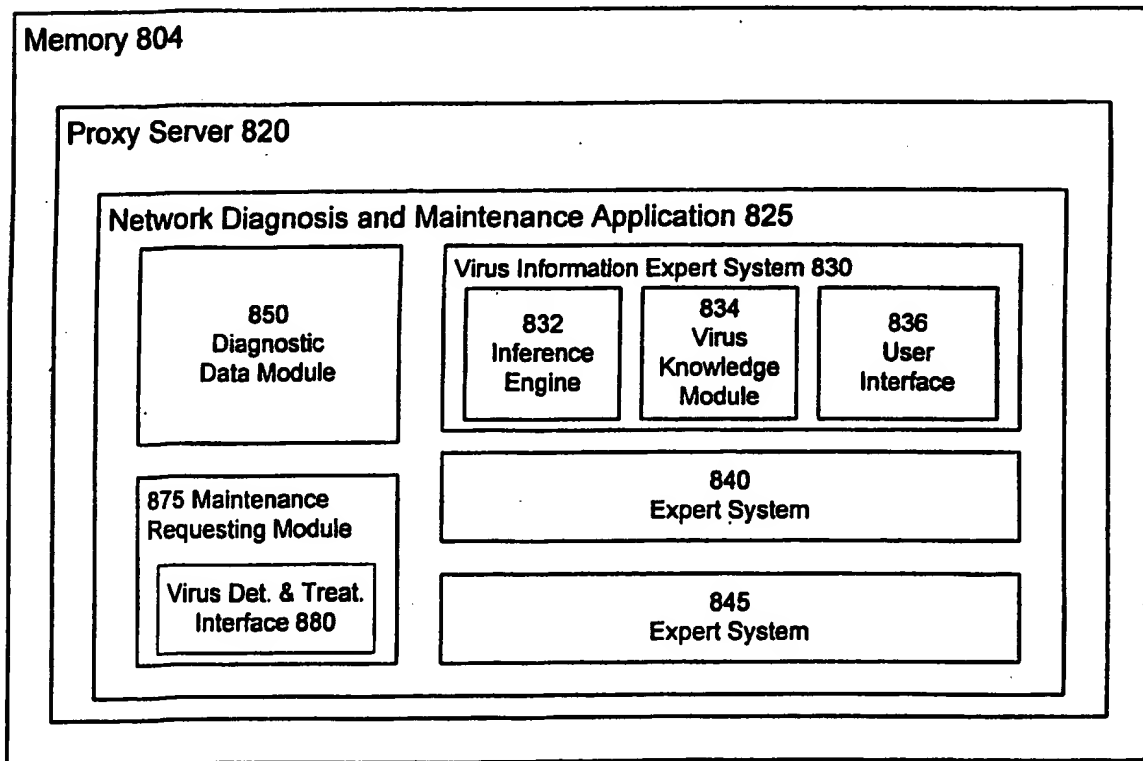 Memory 804
Proxy Server 820
Network Diagnosis and Maintenance Application 825
850
Diagnostic
Data Module
Virus Information Expert System 830
832
Inference
Engine
834
Virus
Knowledge
Module
836
User
Interface
875 Maintenance
Requesting Module
Virus Det. & Treat.
Interface 880
840
Expert System
845
Expert System